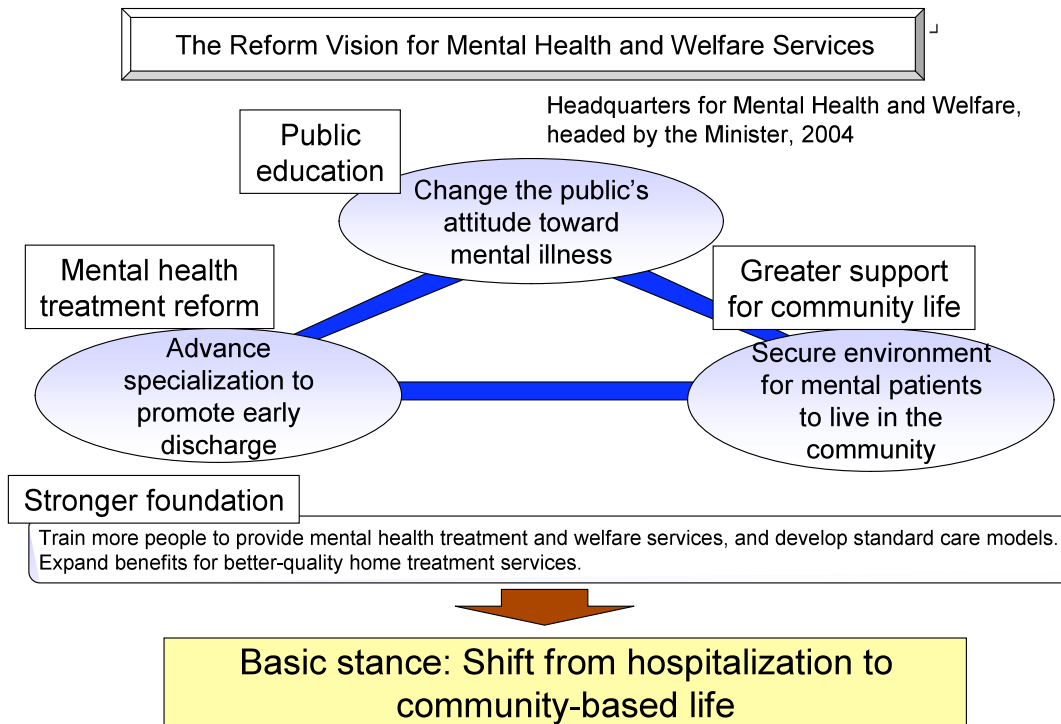 The Reform Vision for Mental Health and Welfare Services
Headquarters for Mental Health and Welfare,
headed by the Minister, 2004
Public
education
Change the public's
attitude toward
mental illness
Mental health
treatment reform
Advance
specialization to
promote early
discharge
Greater support
for community life
Secure environment
for mental patients
to live in the
community
Stronger foundation
Train more people to provide mental health treatment and welfare services, and develop standard care models.
Expand benefits for better-quality home treatment services.
Basic stance: Shift from hospitalization to
community-based life